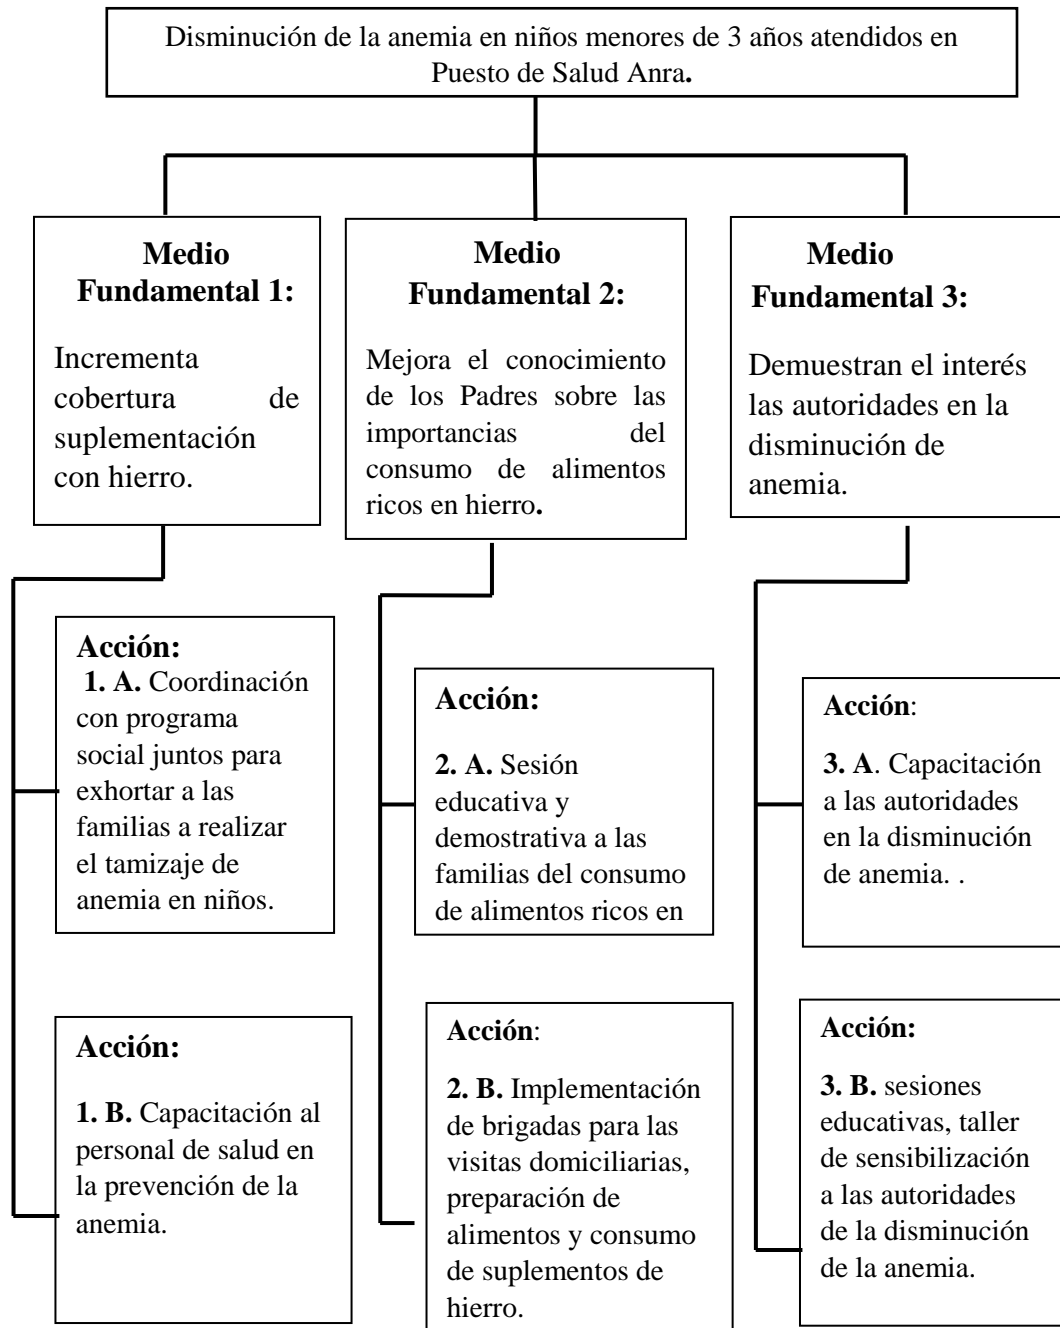 Disminución de la anemia en niños menores de 3 años atendidos en
Puesto de Salud Anra.
Medio
Fundamental 1:
Incrementa
cobertura de
suplementación
con hierro.
Medio
Fundamental 2:
Mejora el conocimiento
de los Padres sobre las
importancias del
consumo de alimentos
ricos en hierro.
Medio
Fundamental 3:
Demuestran el interés
las autoridades en la
disminución de
anemia.
Acción:
1. A. Coordinación
con programa
social juntos para
exhortar a las
familias a realizar
el tamizaje de
anemia en niños.
Acción:
2. A. Sesión
educativa y
demostrativa a las
familias del consumo
de alimentos ricos en
Acción:
3. A. Capacitación
a las autoridades
en la disminución
de anemia. .
Acción:
1. B. Capacitación al
personal de salud en
la prevención de la
anemia.
Acción:
2. B. Implementación
de brigadas para las
visitas domiciliarias,
preparación de
alimentos y consumo
de suplementos de
hierro.
Acción:
3. B. sesiones
educativas, taller
de sensibilización
a las autoridades
de la disminución
de la anemia.